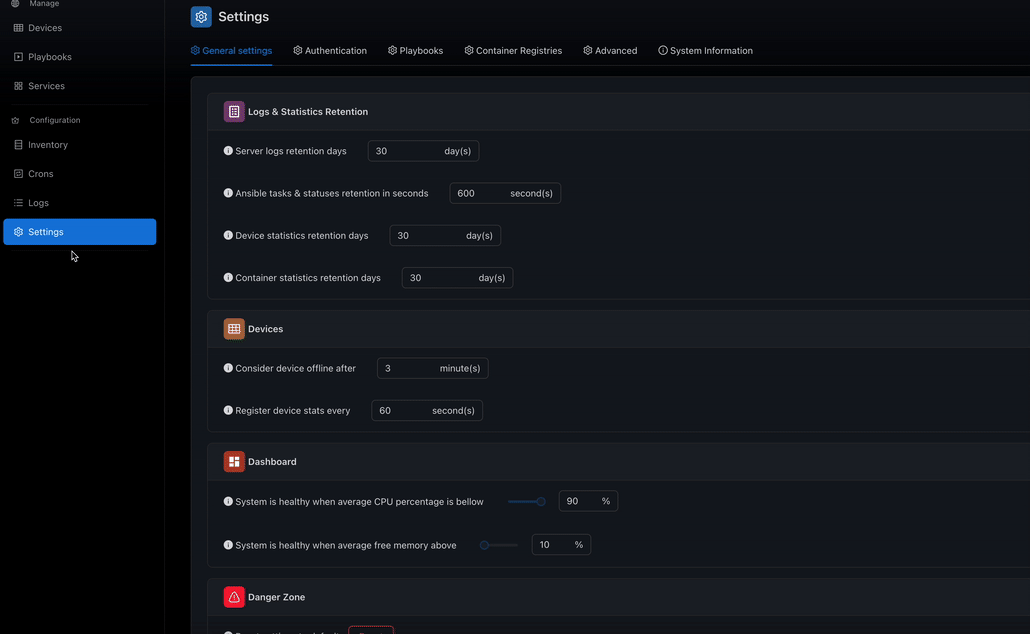 Manage
Devices
Playbooks
Services
Configuration
Inventory
Crons
Logs
Settings
Settings
General settings Authentication Playbooks Container Registries Advanced System Information
Logs & Statistics Retention
Server logs retention days 30 day(s)
Ansible tasks & statuses retention in seconds 600 second(s)
Device statistics retention days 30 day(s)
Container statistics retention days 30 day(s)
Devices
Consider device offline after 3 minute(s)
Register device stats every 60 second(s)
Dashboard
System is healthy when average CPU percentage is bellow 90 %
System is healthy when average free memory above 10 %
Danger Zone